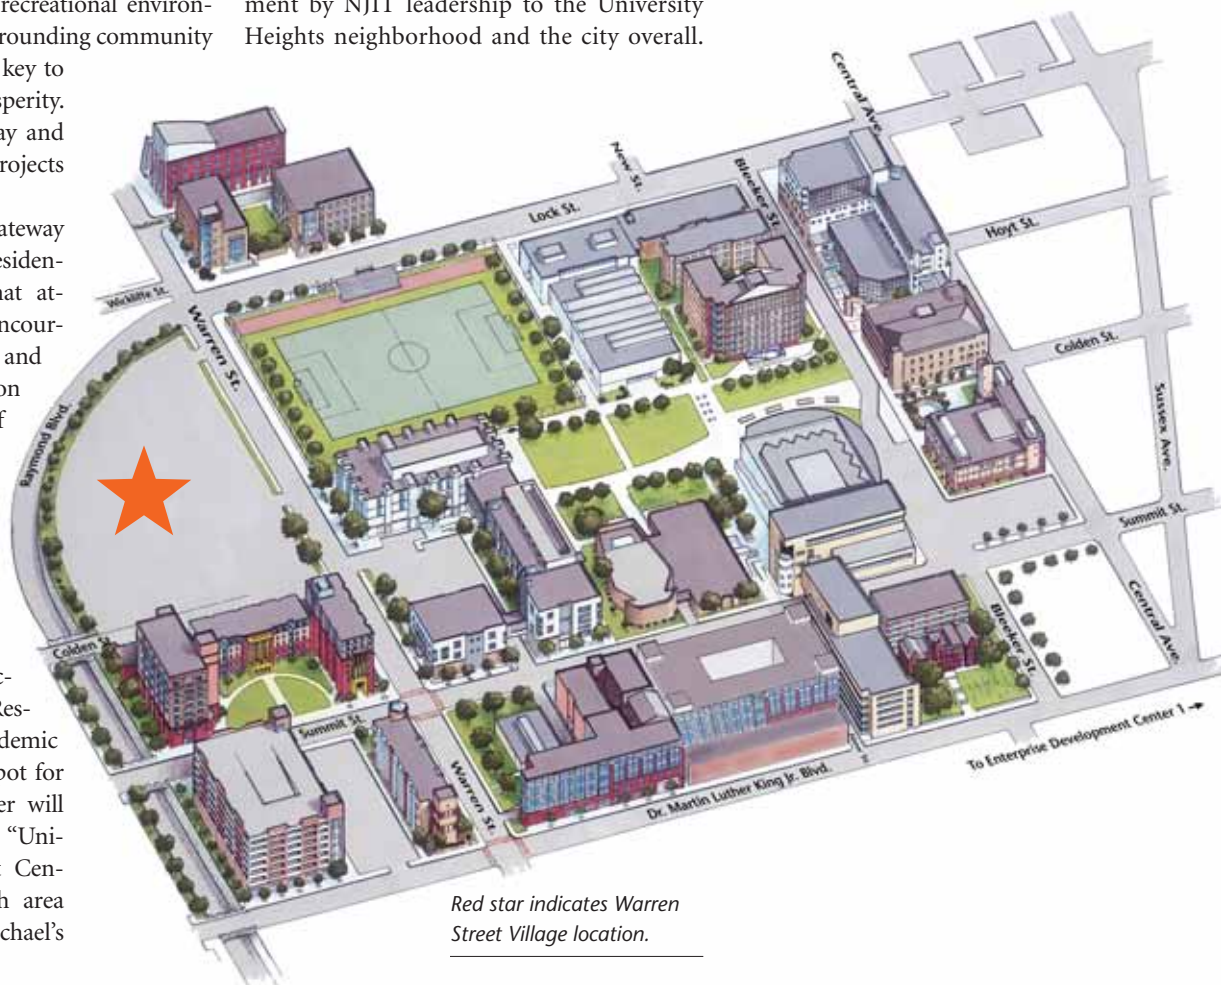 recreational environ-
rounding community
key to
sperity.
ay and
rojects
ateway
esiden-
hat at-
ncour-
and
on
f
c-
Res-
demic
pot for
er will
“Uni-
t Cen-
h area
chael’s
ment by NJIT leadership to the University
Heights neighborhood and the city overall.
Central Ave.
New St.
Bleeker St.
Lock St.
Hoyt St.
Wickliffe St.
Warren St.
Colden St.
Sussex Ave.
Raymond Blvd.
Summit St.
Central Ave.
Bleeker St.
Colden St
Summit St.
Warren St.
Dr. Martin Luther King Jr. Blvd.
To Enterprise Development Center 1 →
Red star indicates Warren
Street Village location.